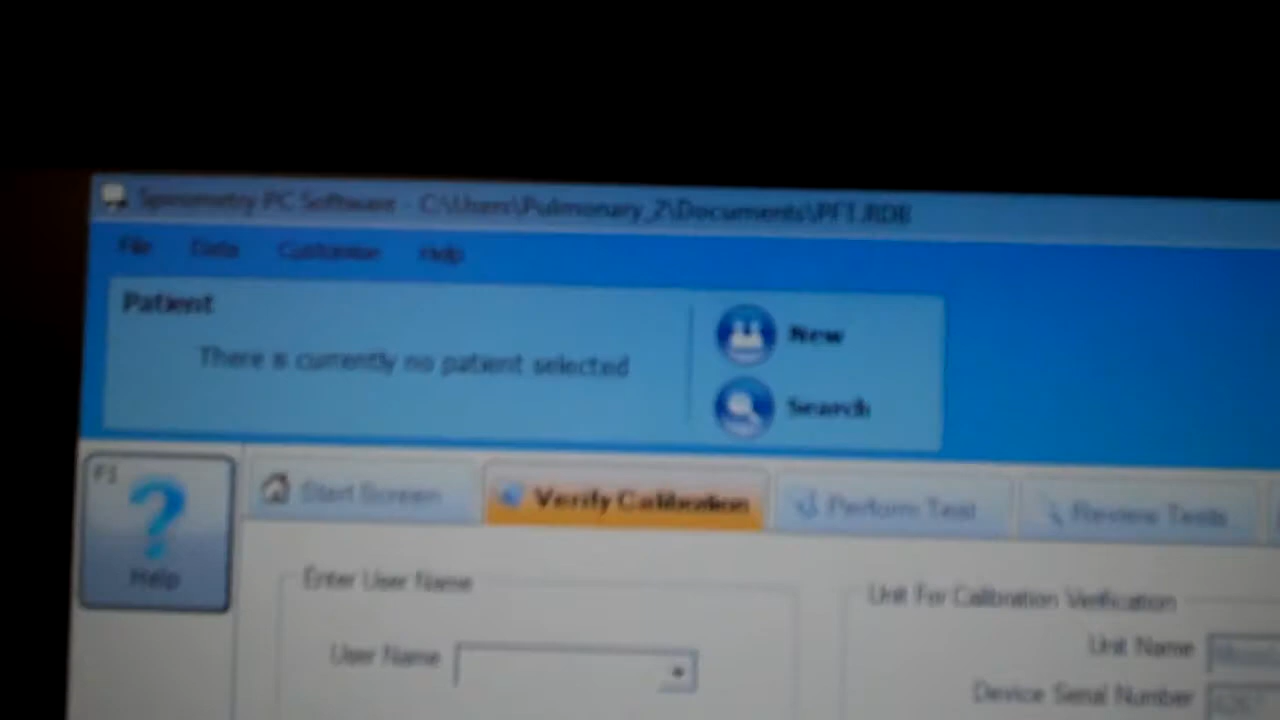 Spirometry PC Software - C:\Users\Pulmonary_2\Documents\PFT.RDE
File Data Customise Help
Patient
There is currently no patient selected
New
Search
F1
Help
Start Screen
Verify Calibration
Perform Test
Review Tests
Enter User Name
User Name
Unit For Calibration Verification
Unit Name
Device Serial Number